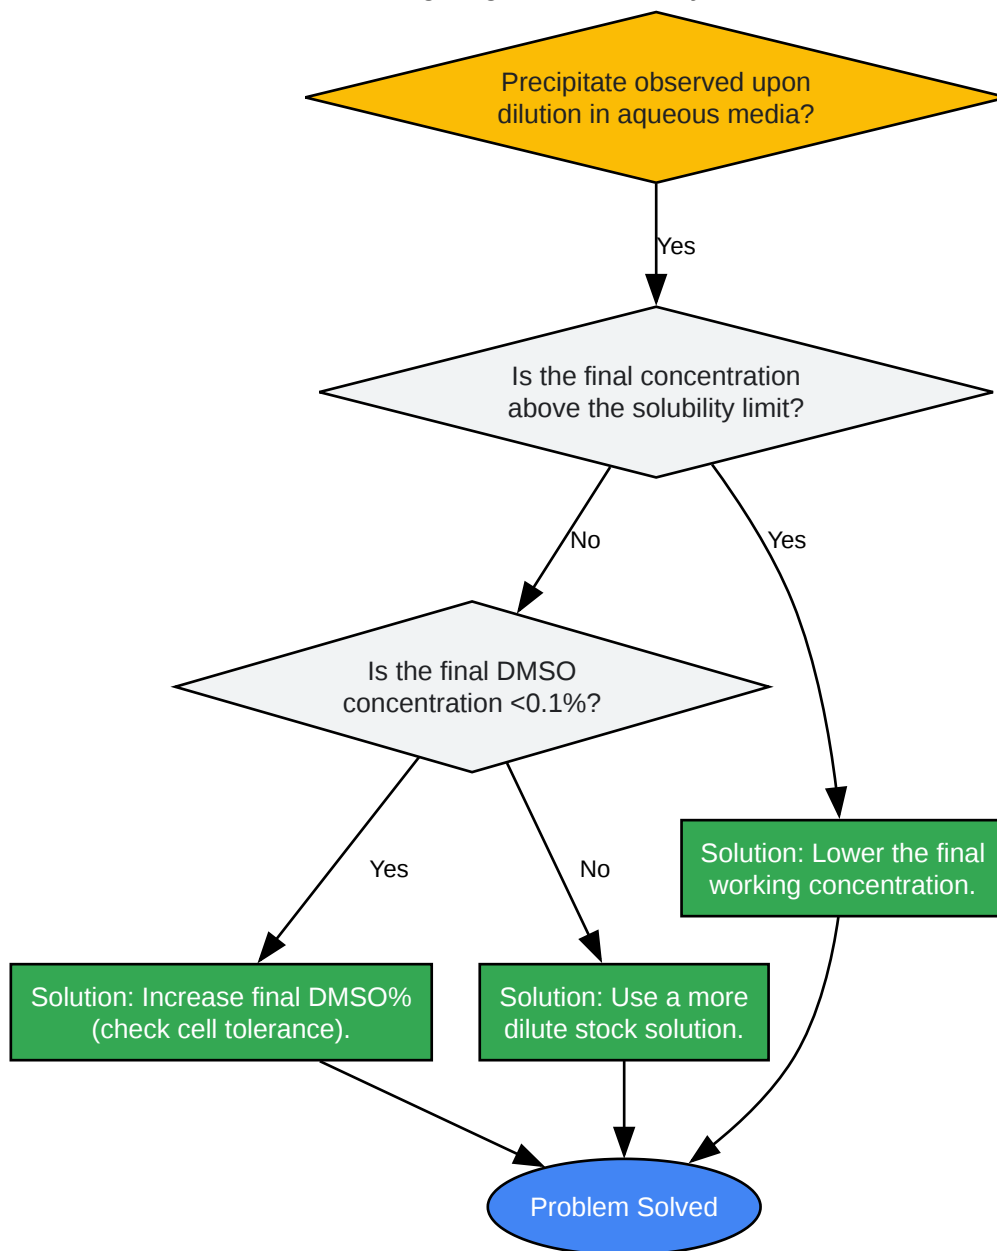 Precipitate observed upon
dilution in aqueous media?
Yes
Is the final concentration
above the solubility limit?
No
Yes
Is the final DMSO
concentration <0.1%?
Yes
No
Solution: Lower the final
working concentration.
Solution: Increase final DMSO%
(check cell tolerance).
Solution: Use a more
dilute stock solution.
Problem Solved